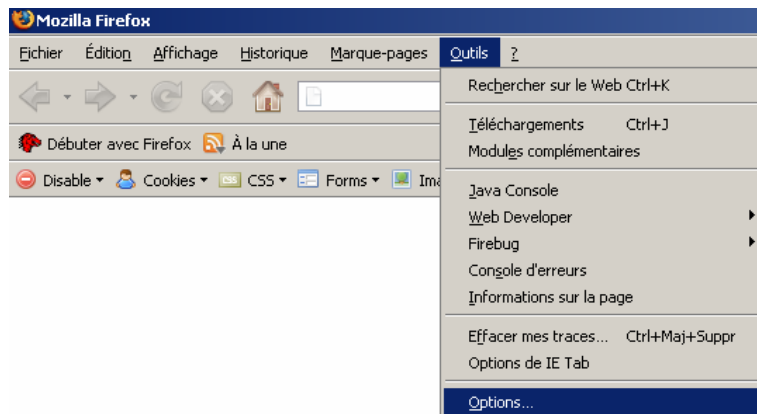 Mozilla Firefox
Fichier Édition Affichage Historique Marque-pages Outils ?
Rechercher sur le Web Ctrl+K
Téléchargements Ctrl+J
Modules complémentaires
Java Console
Web Developer
Firebug
Console d'erreurs
Informations sur la page
Effacer mes traces... Ctrl+Maj+Suppr
Options de IE Tab
Options...
Débuter avec Firefox À la une
Disable Cookies CSS Forms